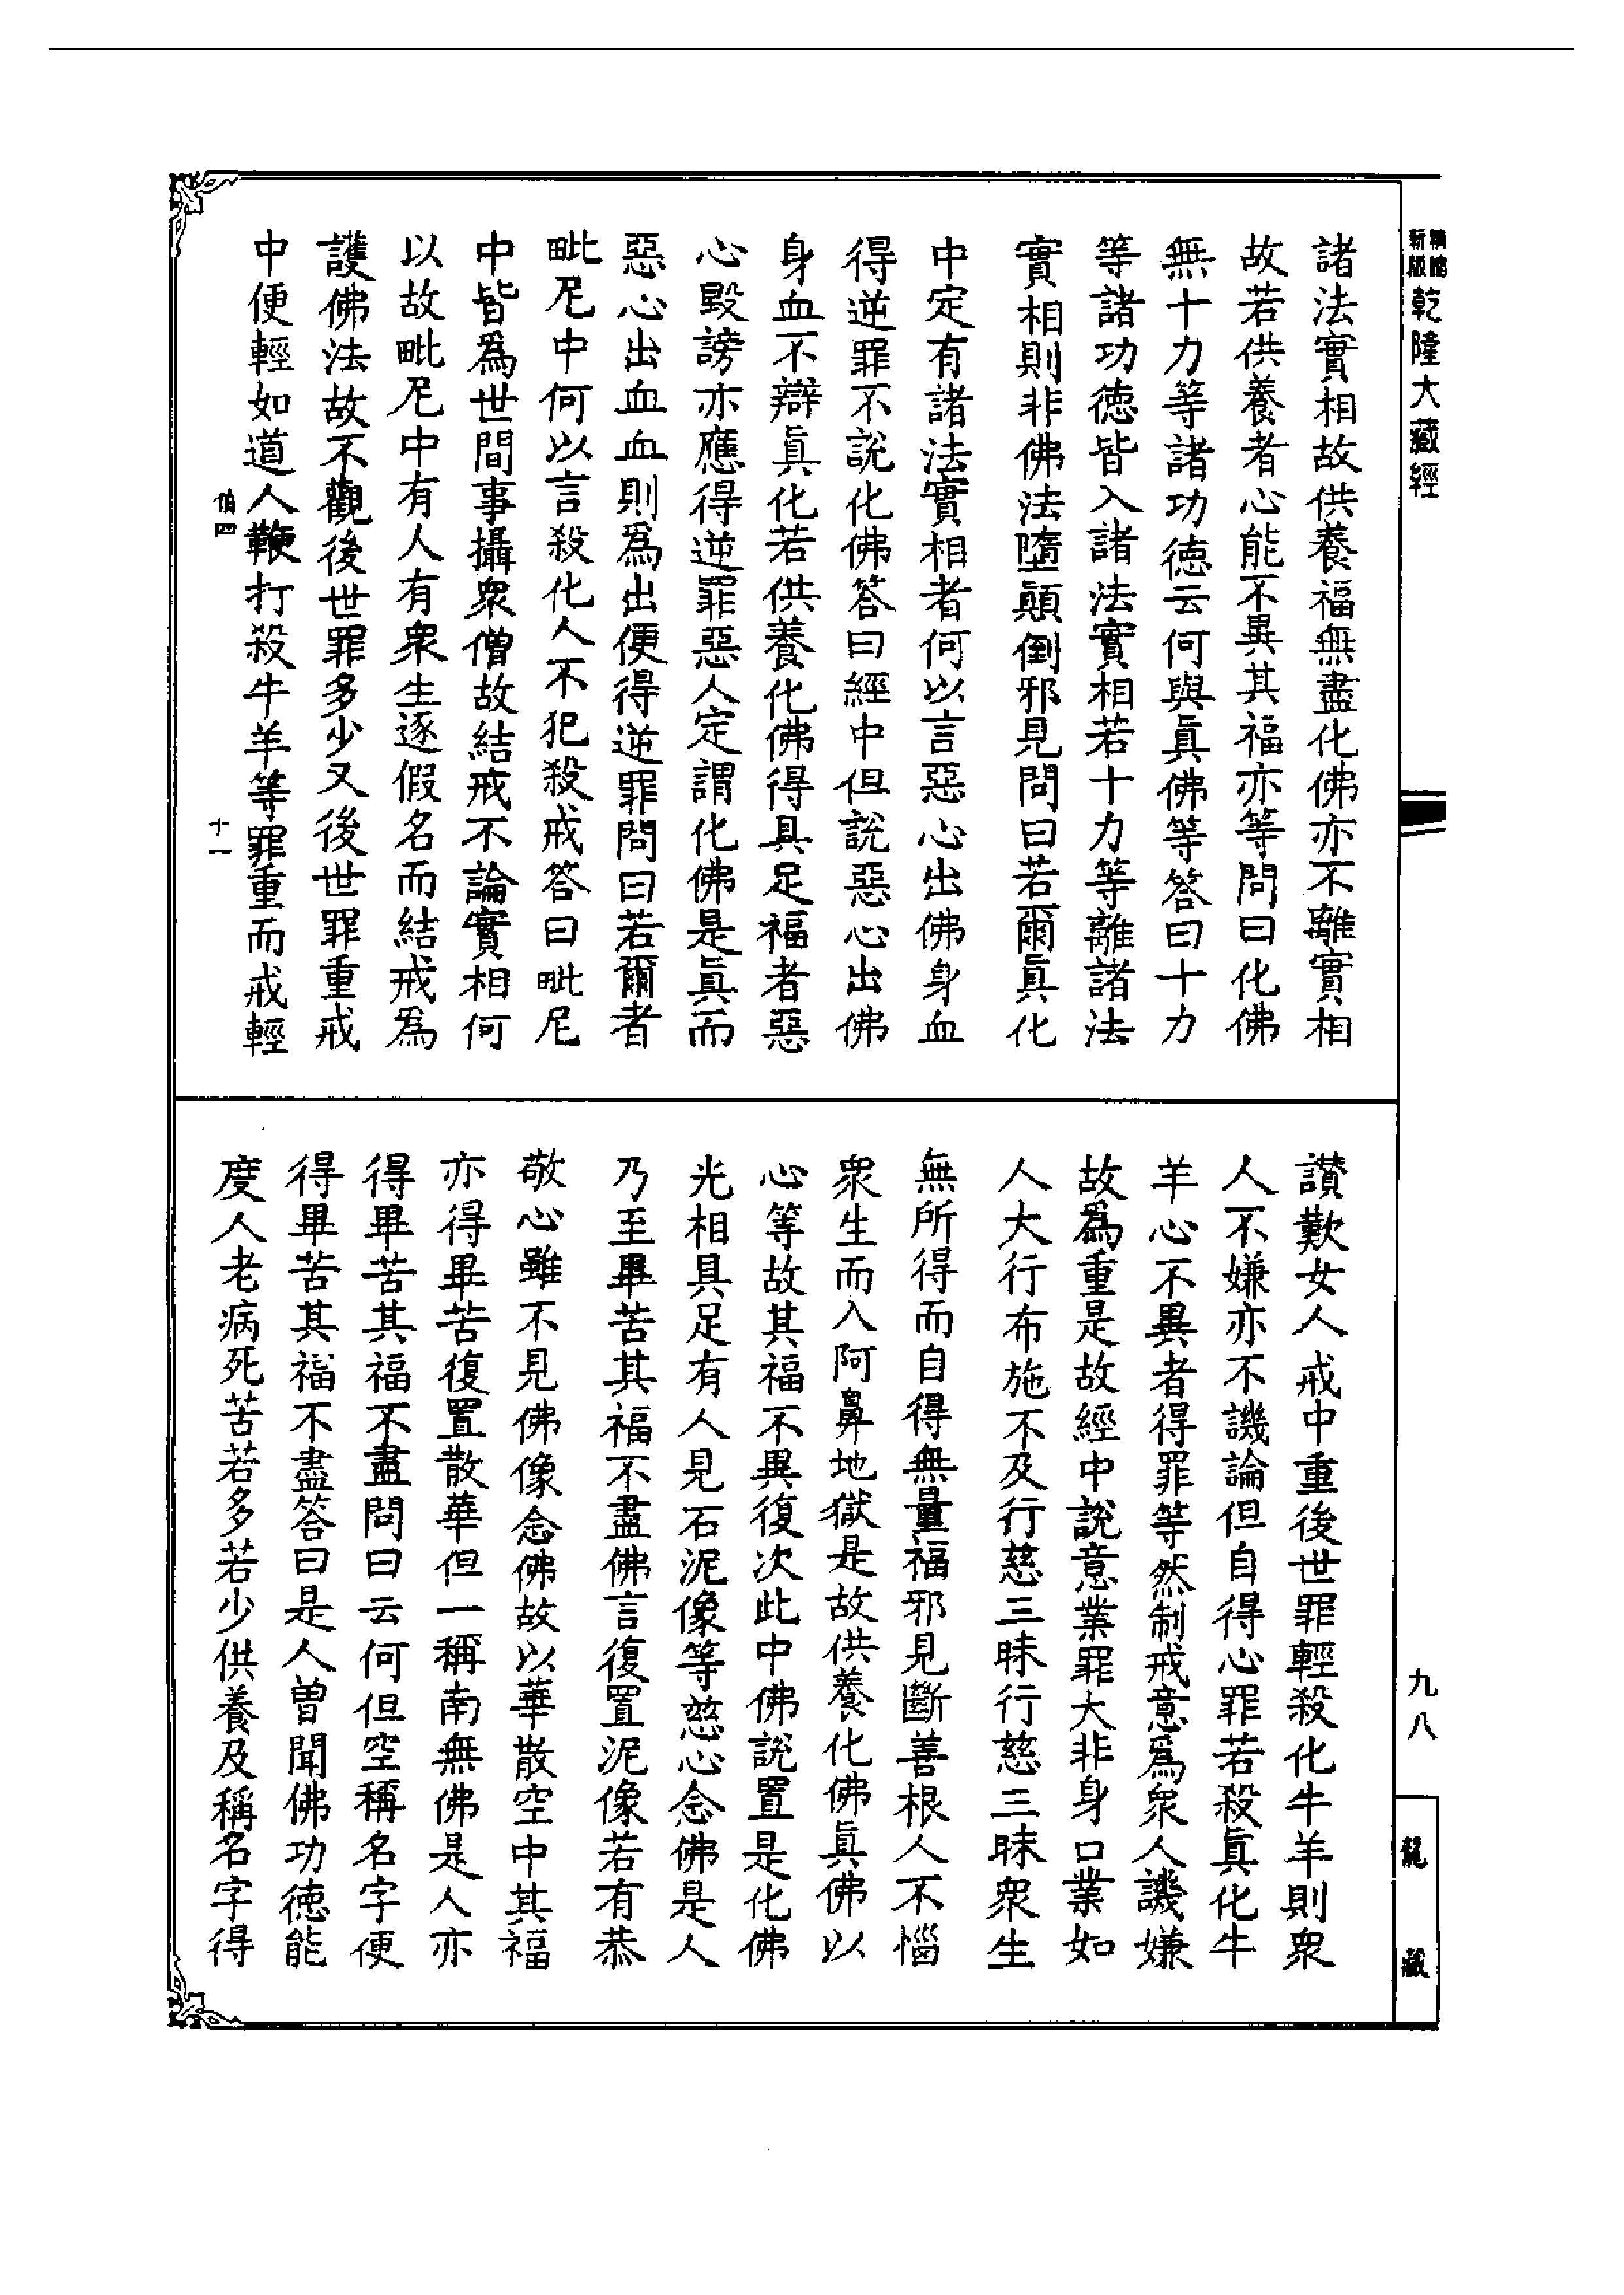 乾隆大藏經
諸法實相故供養福無盡化佛亦不離實相
故若供養者心能不異其福亦等問曰化佛
無十力等諸功德云何與眞佛等答曰十力
等諸功德皆入諸法實相若十力等離諸法
實相則非佛法墮顚倒邪見問曰若爾眞化
中定有諸法實相者何以言惡心出佛身血
得逆罪不說化佛答曰經中但說惡心出佛
身血不辯眞化若供養化佛得具足福者惡
心毀謗亦應得逆罪惡人定謂化佛是眞而
惡心出血血則爲出便得逆罪問曰若爾者
毗尼中何以言殺化人不犯殺戒答曰毗尼
中皆爲世間事攝衆僧故結戒不論實相何
以故毗尼中有人有衆生逐假名而結戒爲
護佛法故不觀後世罪多少又後世罪重戒
中便輕如道人鞭打殺牛羊等罪重而戒輕
十一
讃歎女人戒中重後世罪輕殺化牛羊則衆
人不嫌亦不譏論但自得心罪若殺眞化牛
羊心不異者得罪等然制戒意爲衆人譏嫌
故爲重是故經中說意業罪大非身口業如
人大行布施不及行慈三昧行慈三昧衆生
無所得而自得無量福邪見斷善根人不惱
衆生而入阿鼻地獄是故供養化佛眞佛以
心等故其福不異復次此中佛說置是化佛
光相具足有人見石泥像等慈心念佛是人
乃至畢苦其福不盡佛言復置泥像若有恭
敬心雖不見佛像念佛故以華散空中其福
亦得畢苦復置散華但一稱南無佛是人亦
得畢苦其福不盡問曰云何但空稱名字便
得畢苦其福不盡答曰是人曾聞佛功德能
度人老病死苦若多若少供養及稱名字得
九八
龍藏